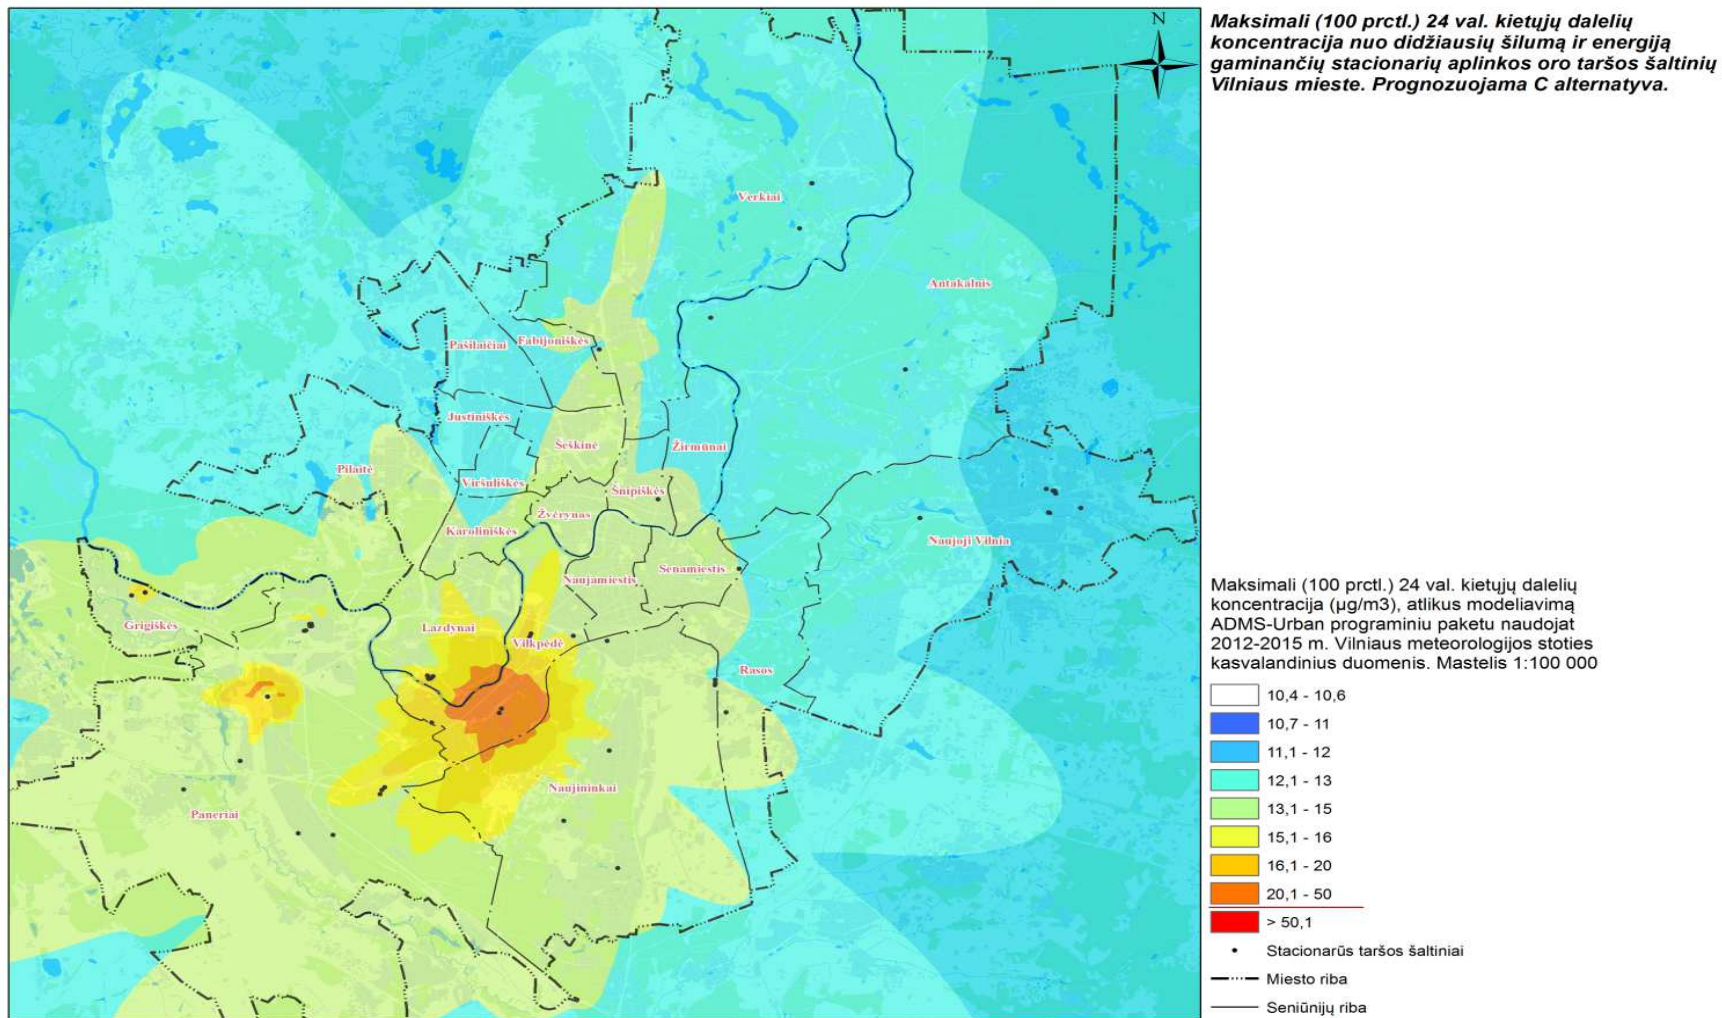 Maksimali (100 prctl.) 24 val. kietųjų dalelių
koncentracija nuo didžiausių šilumą ir energiją
gaminančių stacionarių aplinkos oro taršos šaltinių
Vilniaus mieste. Prognozuojama C alternatyva.
N
Verkiai
Antakalnis
Pašilaičiai
Fabijoniškės
Justiniškės
Šeškinė
Žirmūnai
Pilaitė
Viršuliškės
Šnipiškės
Žvėrynas
Karoliniškės
Naujoji Vilnia
Naujamiestis
Senamiestis
Grigiškės
Lazdynai
Vilkpėdė
Rasos
Naujininkai
Paneriai
Maksimali (100 prctl.) 24 val. kietųjų dalelių
koncentracija (µg/m3), atlikus modeliavimą
ADMS-Urban programiniu paketu naudojat
2012-2015 m. Vilniaus meteorologijos stoties
kasvalandinius duomenis. Mastelis 1:100 000
10,4 - 10,6
10,7 - 11
11,1 - 12
12,1 - 13
13,1 - 15
15,1 - 16
16,1 - 20
20,1 - 50
> 50,1
Stacionarūs taršos šaltiniai
Miesto riba
Seniūnijų riba